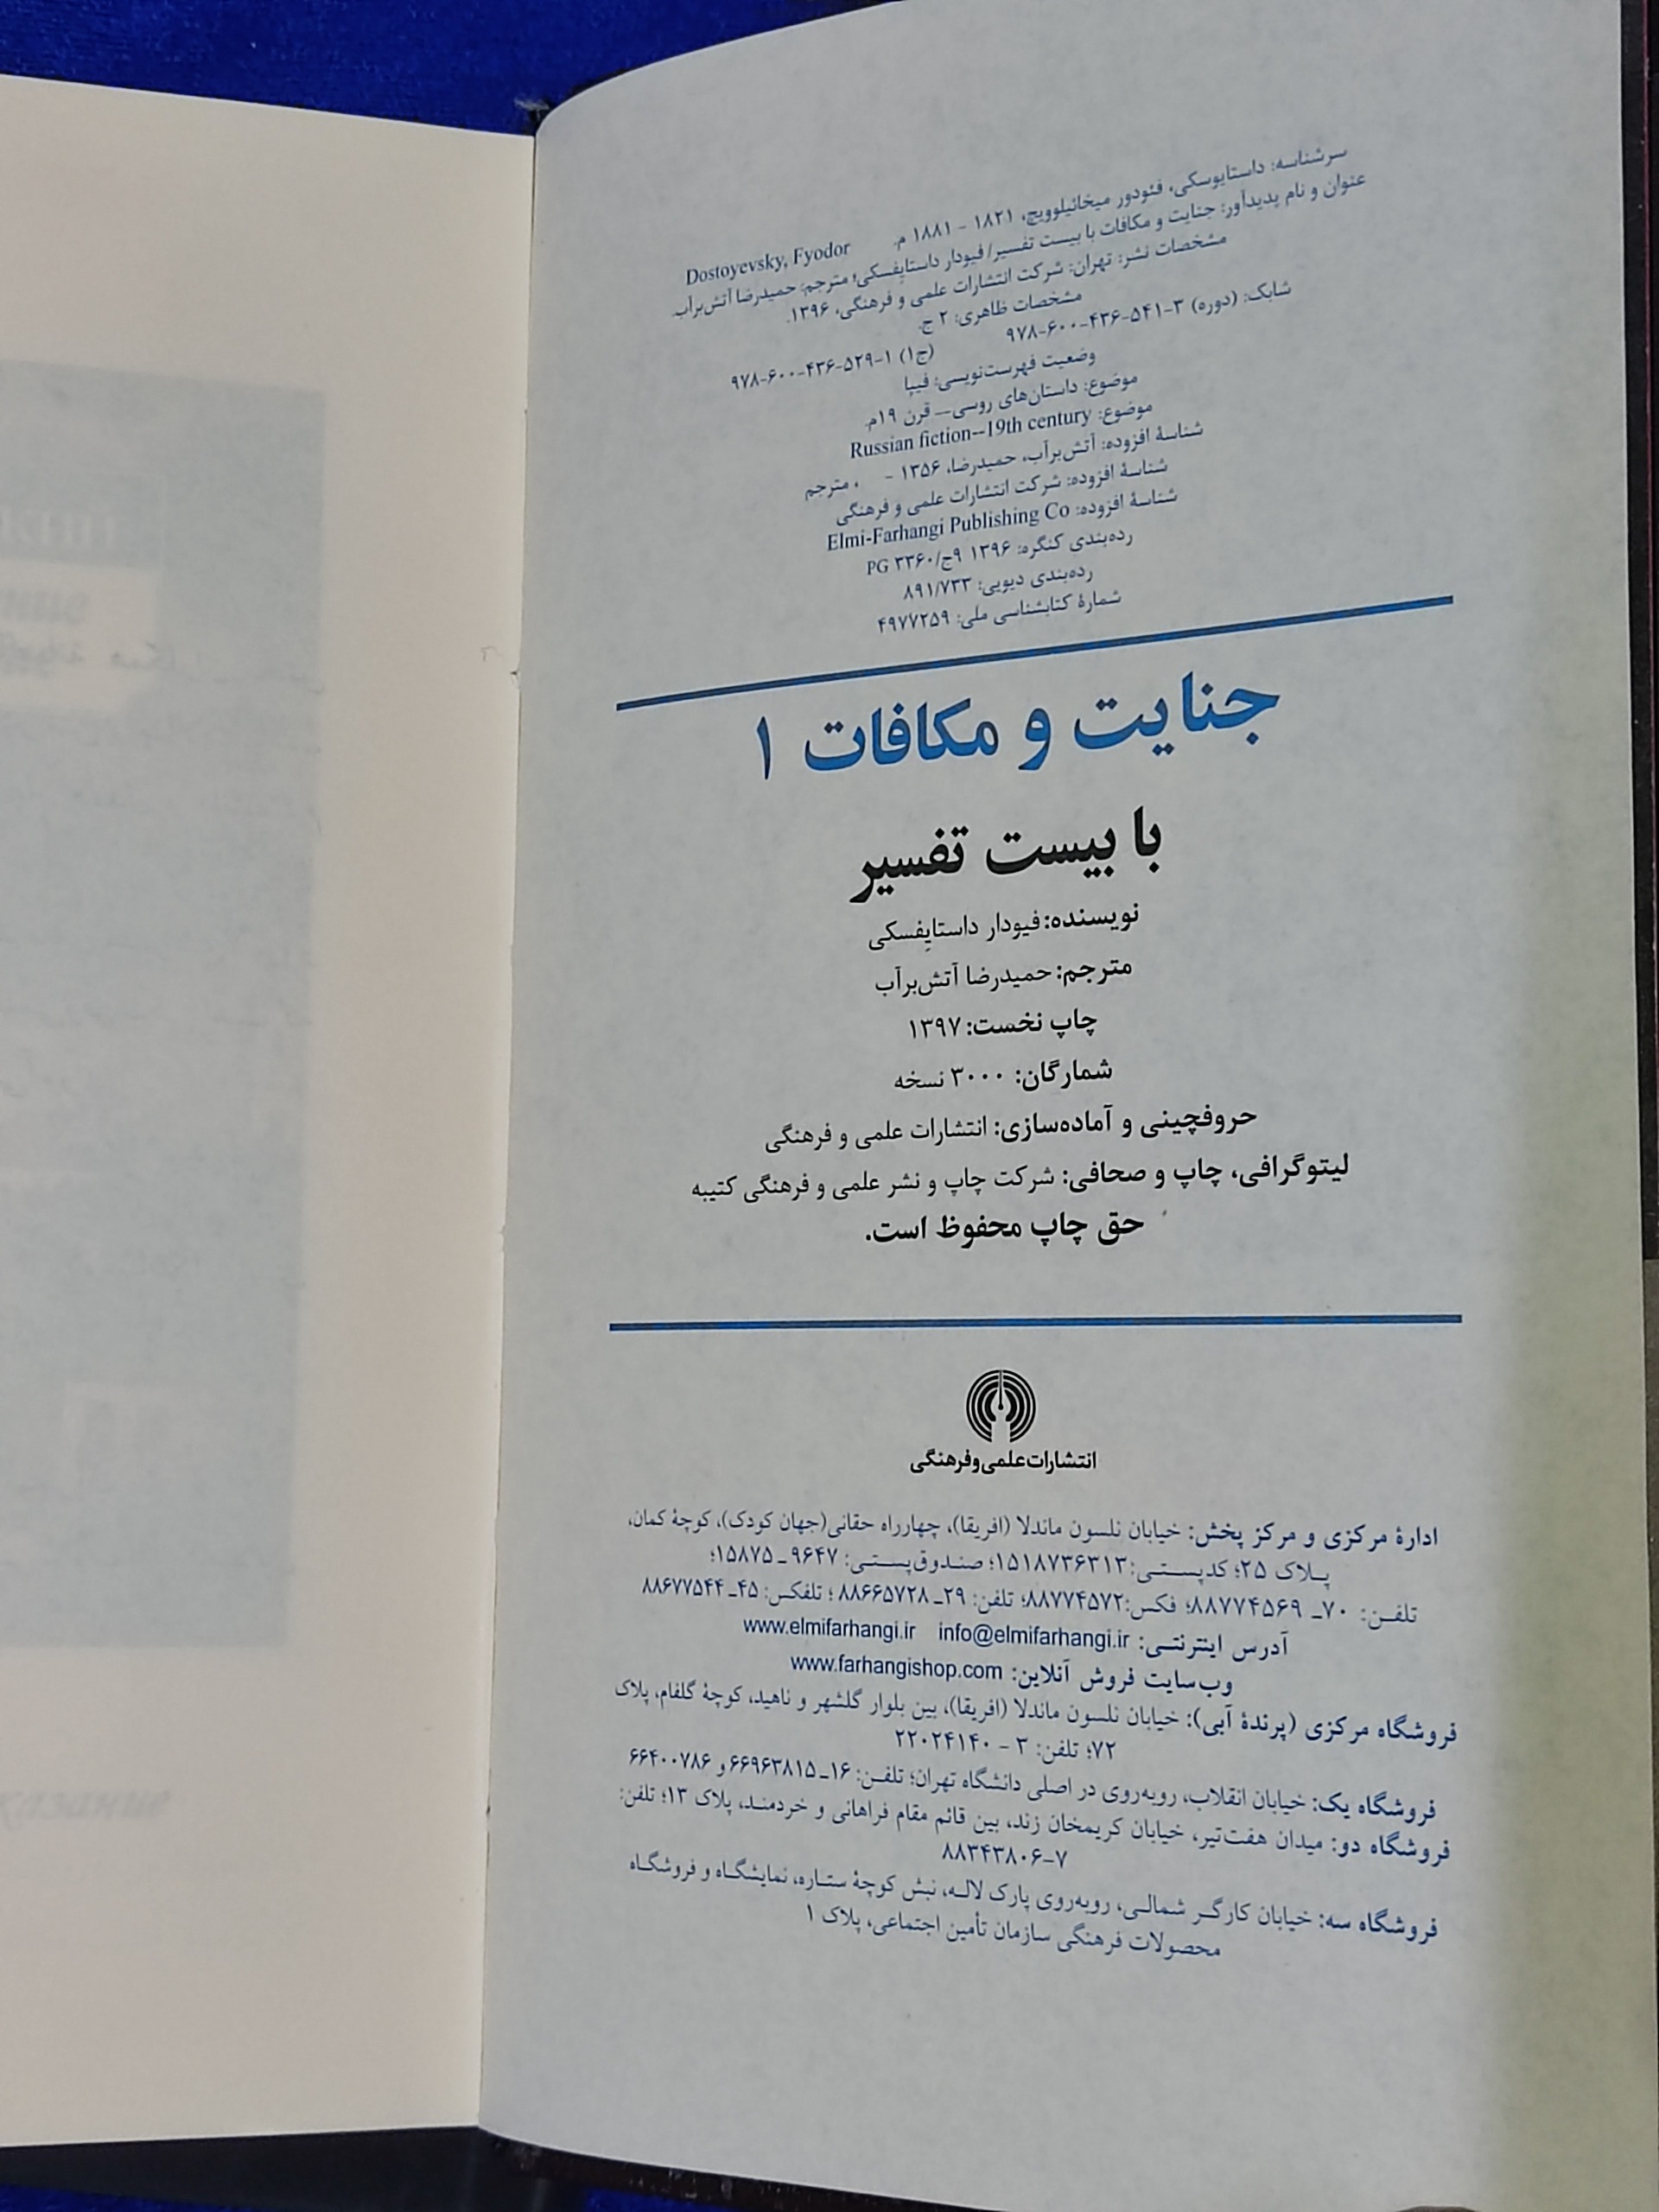 سرشناسه: داستایوسکی، فئودور میخائیلوویچ، ۱۸۲۱ - ۱۸۸۱ م. Dostoyevsky, Fyodor
عنوان و نام پدیدآور: جنایت و مکافات با بیست تفسیر/ فیودار داستایِفسکی؛ مترجم: حمیدرضا آتش‌برآب.
مشخصات نشر: تهران: شرکت انتشارات علمی و فرهنگی، ۱۳۹۶.
مشخصات ظاهری: ۲ ج.
شابک: (دوره) ۳-۵۴۱-۴۳۶-۶۰۰-۹۷۸
(ج۱) ۱-۵۲۹-۴۳۶-۶۰۰-۹۷۸
وضعیت فهرست‌نویسی: فیپا
موضوع: داستان‌های روسی-- قرن ۱۹م.
موضوع: Russian fiction--19th century
شناسهٔ افزوده: آتش‌برآب، حمیدرضا، ۱۳۵۶ - ، مترجم
شناسهٔ افزوده: شرکت انتشارات علمی و فرهنگی
شناسهٔ افزوده: Elmi-Farhangi Publishing Co
رده‌بندی کنگره: ۱۳۹۶ ۹ج/۳۳۶۰ PG
رده‌بندی دیویی: ۸۹۱/۷۳۳
شمارهٔ کتابشناسی ملی: ۴۹۷۷۲۵۹
جنایت و مکافات ۱
با بیست تفسیر
نویسنده: فیودار داستایِفسکی
مترجم: حمیدرضا آتش‌برآب
چاپ نخست: ۱۳۹۷
شمارگان: ۳۰۰۰ نسخه
حروفچینی و آماده‌سازی: انتشارات علمی و فرهنگی
لیتوگرافی، چاپ و صحافی: شرکت چاپ و نشر علمی و فرهنگی کتیبه
حق چاپ محفوظ است.
انتشارات علمی و فرهنگی
ادارهٔ مرکزی و مرکز پخش: خیابان نلسون ماندلا (افریقا)، چهارراه حقانی(جهان کودک)، کوچهٔ کمان،
پلاک ۲۵؛ کدپستی: ۱۵۱۸۷۳۶۳۱۳؛ صندوق‌پستی: ۹۶۴۷ ـ ۱۵۸۷۵؛
تلفن: ۷۰ـ ۸۸۷۷۴۵۶۹؛ فکس:۸۸۷۷۴۵۷۲؛ تلفن: ۲۹ـ ۸۸۶۶۵۷۲۸ ؛ تلفکس: ۴۵ـ ۸۸۶۷۷۵۴۴
آدرس اینترنتی: info@elmifarhangi.ir www.elmifarhangi.ir
وب‌سایت فروش آنلاین: www.farhangishop.com
فروشگاه مرکزی (پرندهٔ آبی): خیابان نلسون ماندلا (افریقا)، بین بلوار گلشهر و ناهید، کوچهٔ گلفام، پلاک
۷۲؛ تلفن: ۳ - ۲۲۰۲۴۱۴۰
فروشگاه یک: خیابان انقلاب، روبه‌روی در اصلی دانشگاه تهران؛ تلفن: ۱۶ـ۶۶۹۶۳۸۱۵ و ۶۶۴۰۰۷۸۶
فروشگاه دو: میدان هفت‌تیر، خیابان کریمخان زند، بین قائم مقام فراهانی و خردمند، پلاک ۱۳؛ تلفن:
۷-۸۸۳۴۳۸۰۶
فروشگاه سه: خیابان کارگر شمالی، روبه‌روی پارک لاله، نبش کوچهٔ ستاره، نمایشگاه و فروشگاه
محصولات فرهنگی سازمان تأمین اجتماعی، پلاک ۱